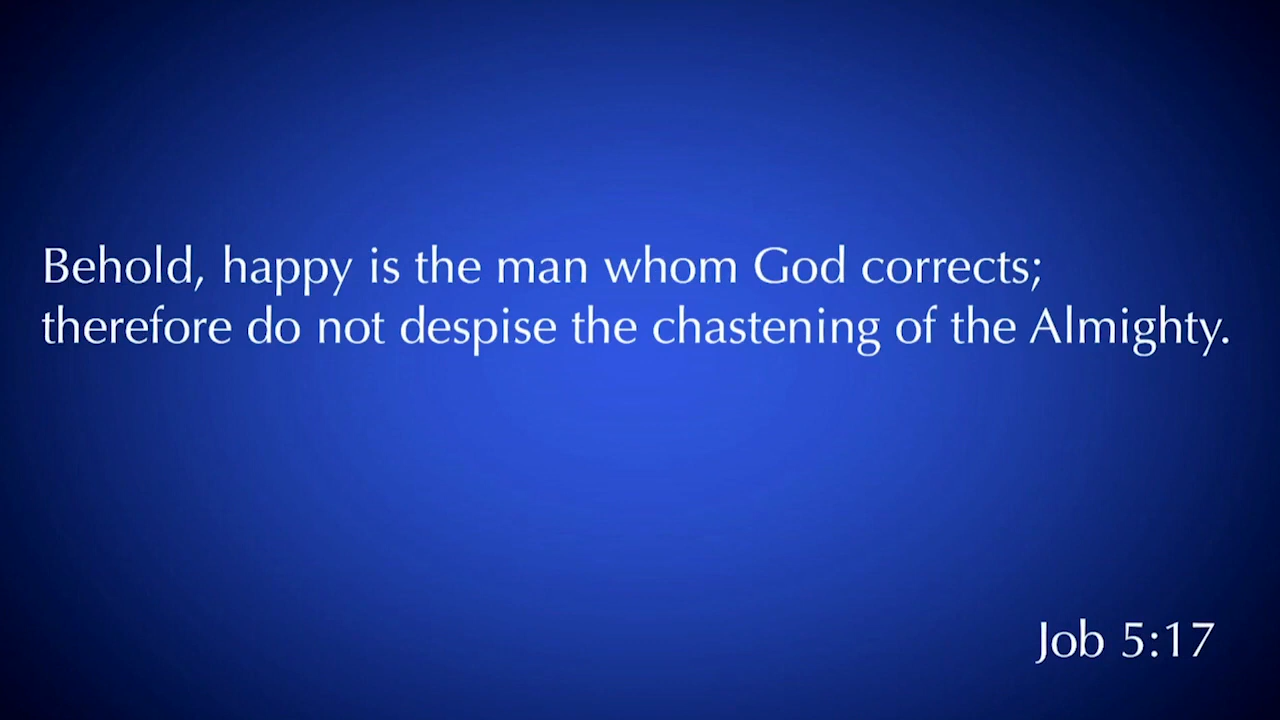 Behold, happy is the man whom God corrects;
therefore do not despise the chastening of the Almighty.
Job 5:17